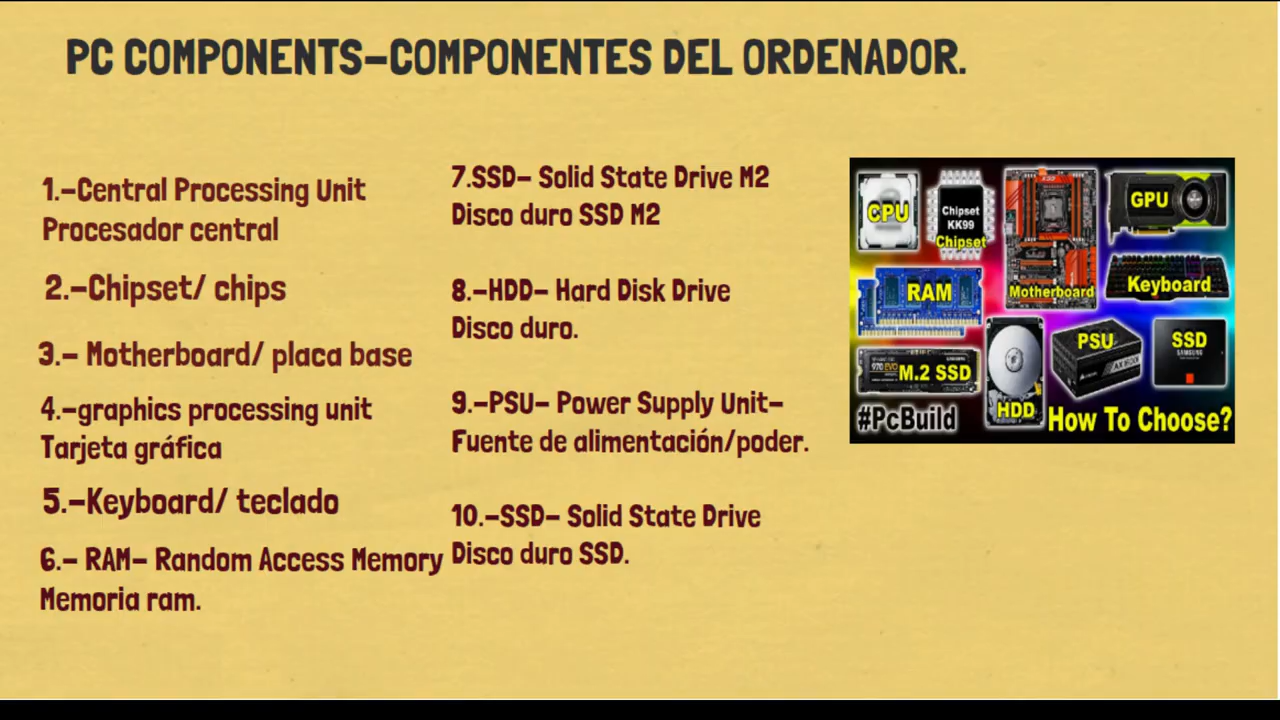 PC COMPONENTS-COMPONENTES DEL ORDENADOR.
1.-Central Processing Unit
Procesador central
2.-Chipset/ chips
3.- Motherboard/ placa base
4.-graphics processing unit
Tarjeta gráfica
5.-Keyboard/ teclado
6.- RAM- Random Access Memory
Memoria ram.
7.SSD- Solid State Drive M2
Disco duro SSD M2
8.-HDD- Hard Disk Drive
Disco duro.
9.-PSU- Power Supply Unit-
Fuente de alimentación/poder.
10.-SSD- Solid State Drive
Disco duro SSD.
CPU
Chipset
KK99
Chipset
Motherboard
GPU
RAM
Keyboard
970 EVO
M.2 SSD
HDD
PSU
SSD
SAMSUNG
#PcBuild
How To Choose?